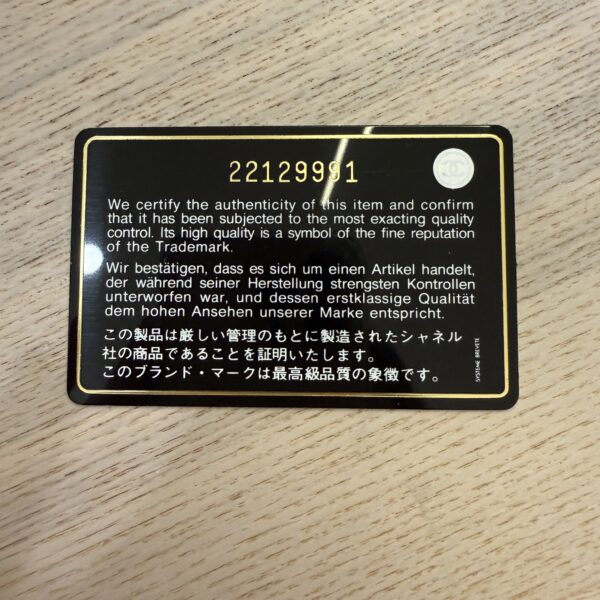 22129991
We certify the authenticity of this item and confirm
that it has been subjected to the most exacting quality
control. Its high quality is a symbol of the fine reputation
of the Trademark.
Wir bestätigen, dass es sich um einen Artikel handelt,
der während seiner Herstellung strengsten Kontrollen
unterworfen war, und dessen erstklassige Qualität
dem hohen Ansehen unserer Marke entspricht.
この製品は厳しい管理のもとに製造されたシャネル
社の商品であることを証明いたします。
このブランド・マークは最高級品質の象徴です。
SYSTEME BREVETE